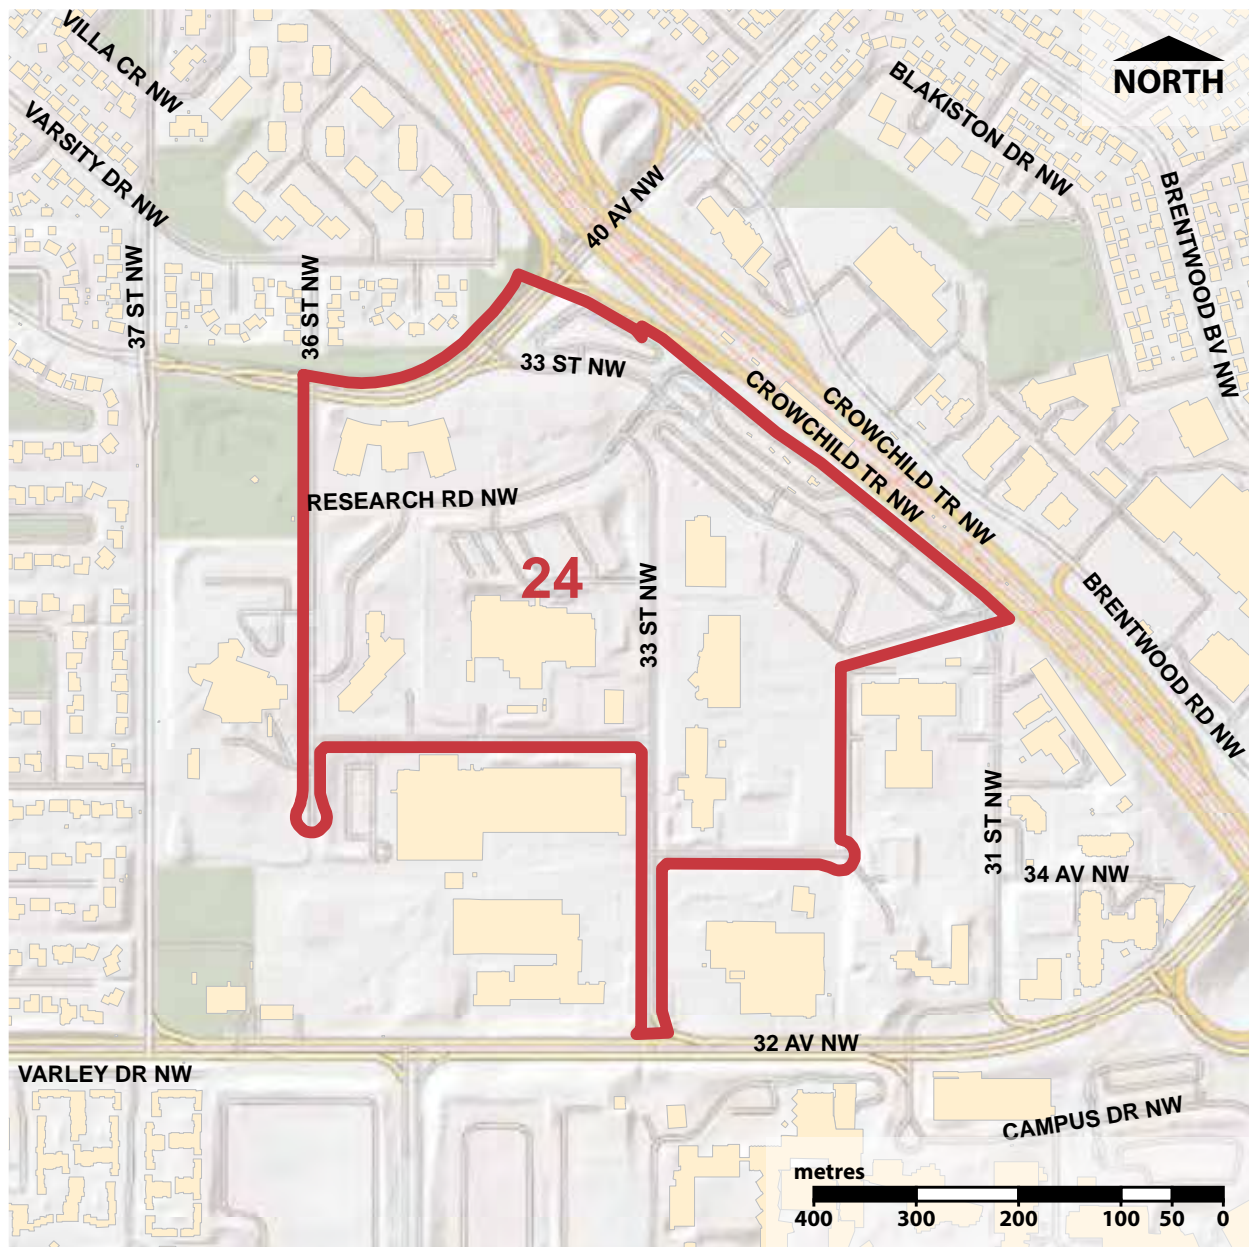 VILLA CR NW
NORTH
BLAKISTON DR NW
VARSITY DR NW
40 AV NW
BRENTWOOD BV NW
37 ST NW
36 ST NW
33 ST NW
CROWCHILD TR NW
CROWCHILD TR NW
RESEARCH RD NW
24
33 ST NW
BRENTWOOD RD NW
31 ST NW
34 AV NW
32 AV NW
VARLEY DR NW
CAMPUS DR NW
metres
400 300 200 100 50 0